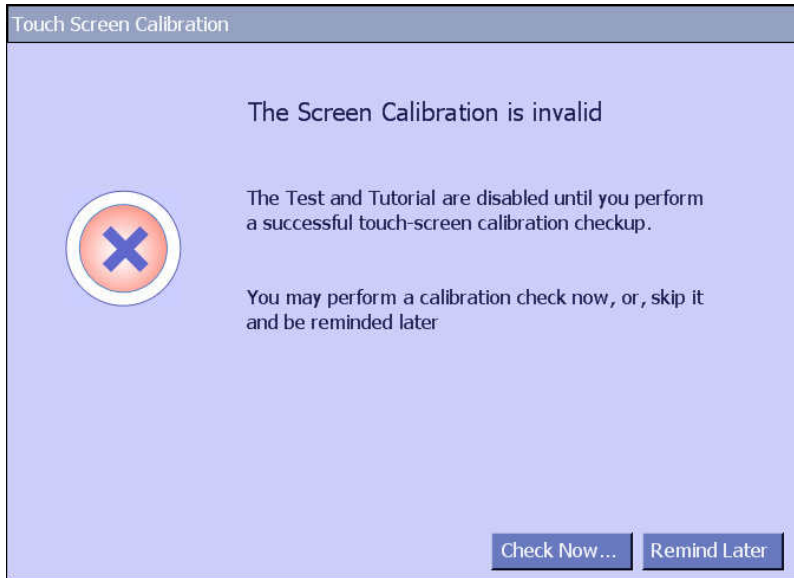 Touch Screen Calibration
The Screen Calibration is invalid
The Test and Tutorial are disabled until you perform
a successful touch-screen calibration checkup.
You may perform a calibration check now, or, skip it
and be reminded later
Check Now... Remind Later